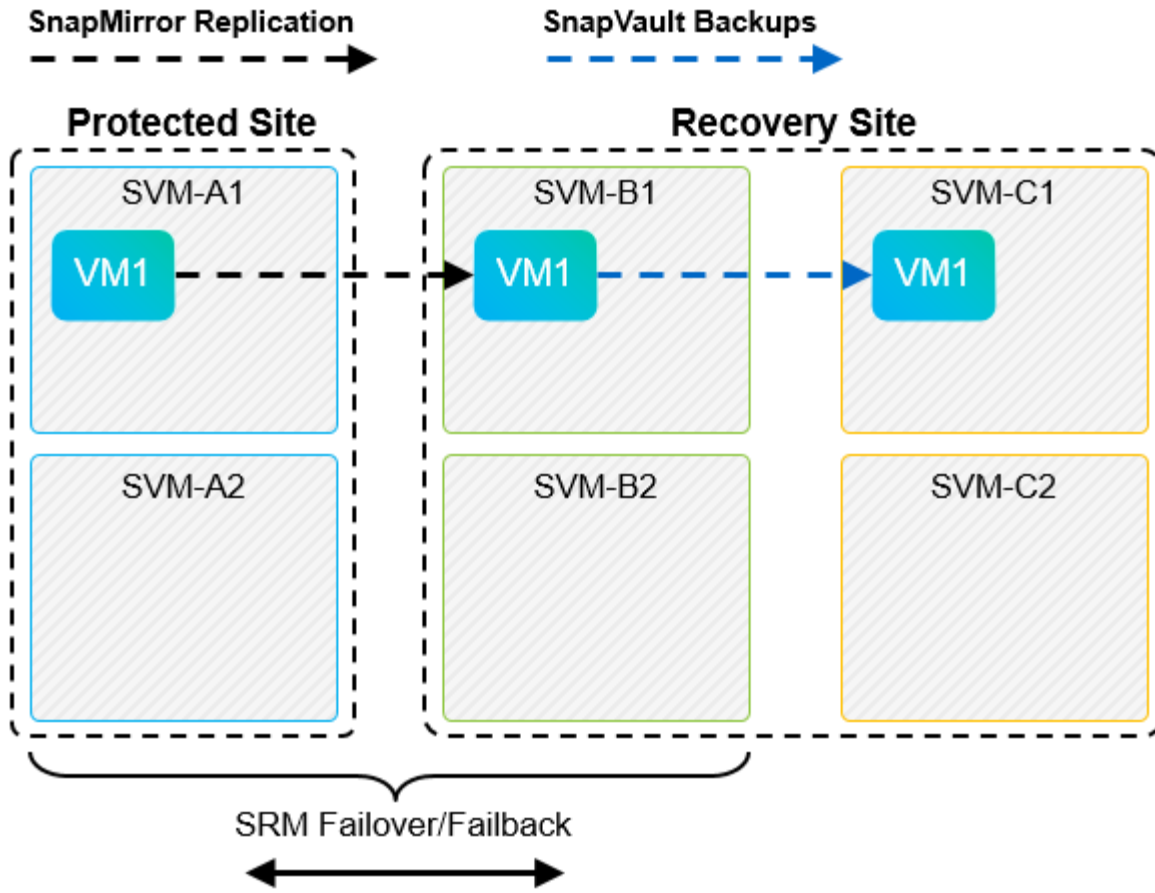 SnapMirror Replication
SnapVault Backups
Protected Site
Recovery Site
SVM-A1
SVM-B1
SVM-C1
VM1
VM1
VM1
SVM-A2
SVM-B2
SVM-C2
SRM Failover/Failback